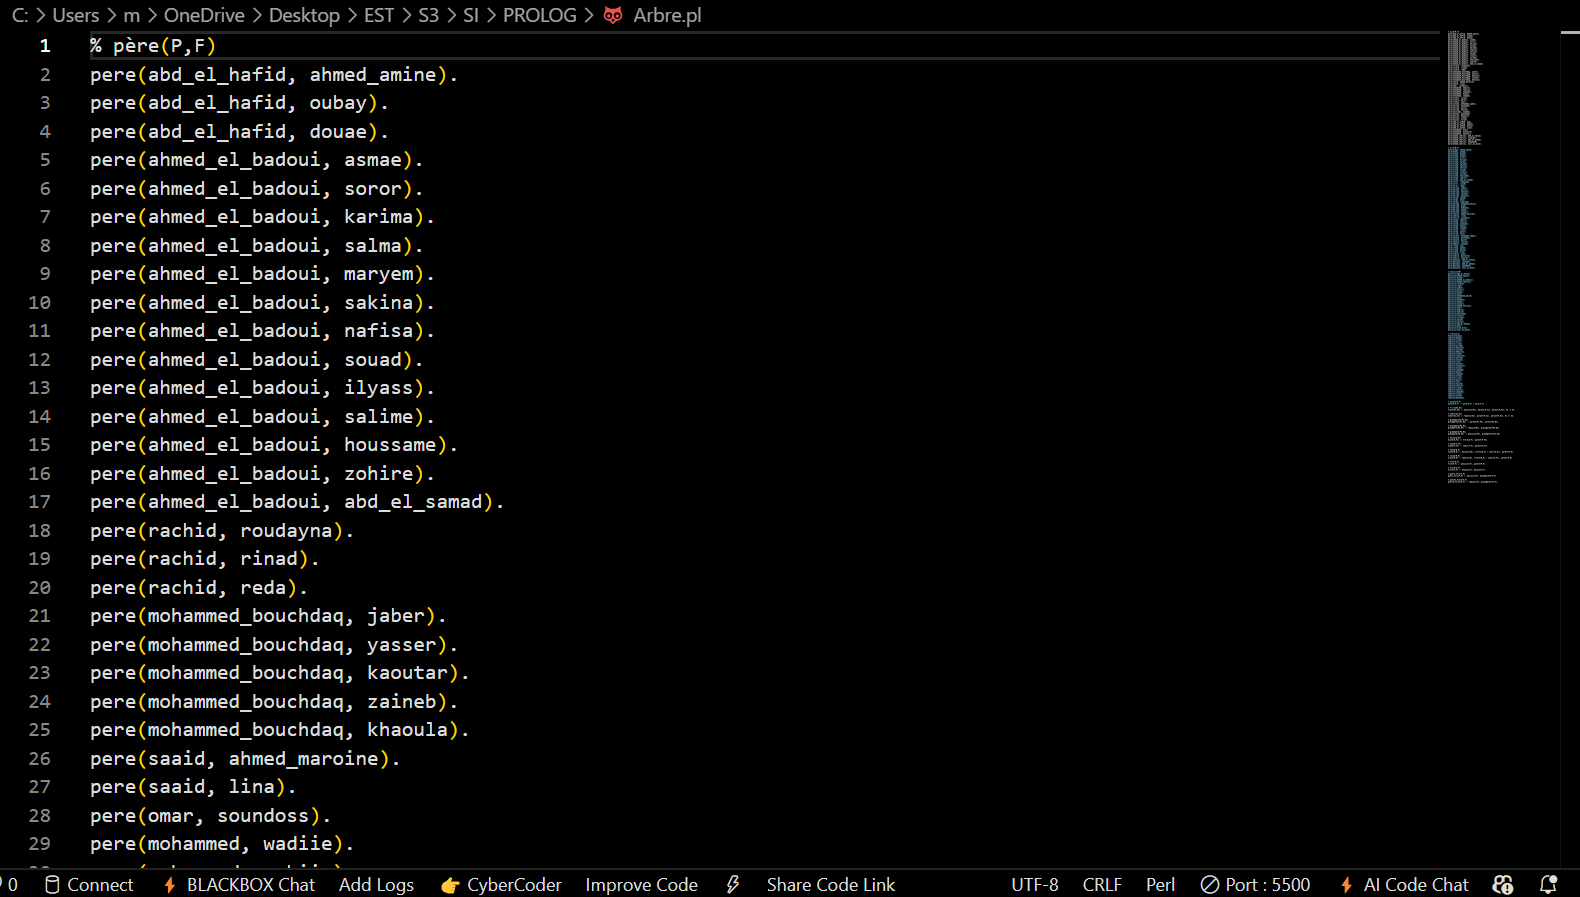 C: > Users > m > OneDrive > Desktop > EST > S3 > SI > PROLOG > Arbre.pl
1 % père(P,F)
2 pere(abd_el_hafid, ahmed_amine).
3 pere(abd_el_hafid, oubay).
4 pere(abd_el_hafid, douae).
5 pere(ahmed_el_badoui, asmae).
6 pere(ahmed_el_badoui, soror).
7 pere(ahmed_el_badoui, karima).
8 pere(ahmed_el_badoui, salma).
9 pere(ahmed_el_badoui, maryem).
10 pere(ahmed_el_badoui, sakina).
11 pere(ahmed_el_badoui, nafisa).
12 pere(ahmed_el_badoui, souad).
13 pere(ahmed_el_badoui, ilyass).
14 pere(ahmed_el_badoui, salime).
15 pere(ahmed_el_badoui, houssame).
16 pere(ahmed_el_badoui, zohire).
17 pere(ahmed_el_badoui, abd_el_samad).
18 pere(rachid, roudayna).
19 pere(rachid, rinad).
20 pere(rachid, reda).
21 pere(mohammed_bouchdaq, jaber).
22 pere(mohammed_bouchdaq, yasser).
23 pere(mohammed_bouchdaq, kaoutar).
24 pere(mohammed_bouchdaq, zaineb).
25 pere(mohammed_bouchdaq, khaoula).
26 pere(saaid, ahmed_maroine).
27 pere(saaid, lina).
28 pere(omar, soundoss).
29 pere(mohammed, wadiie).
0 Connect BLACKBOX Chat Add Logs CyberCoder Improve Code Share Code Link UTF-8 CRLF Perl Port : 5500 AI Code Chat